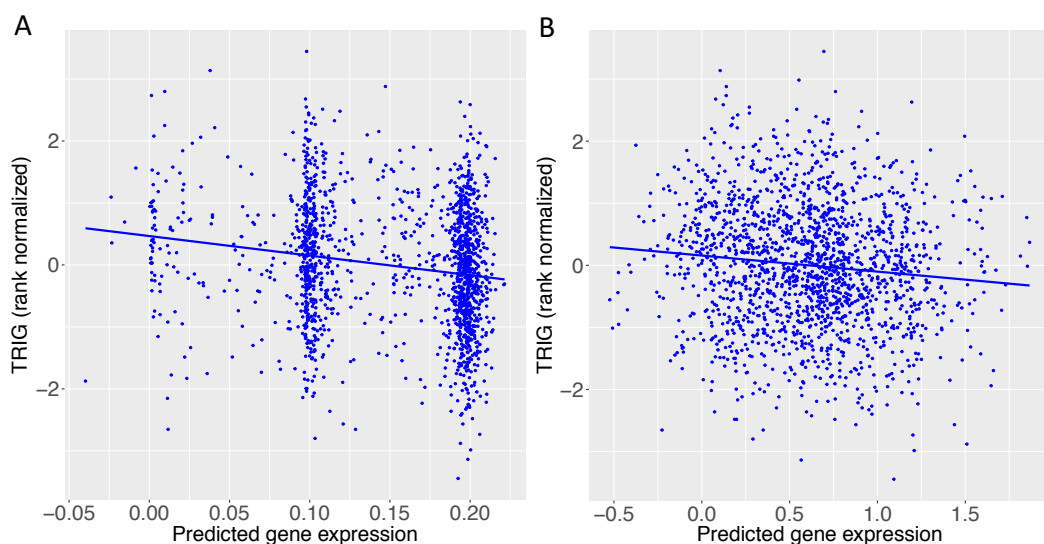 A
TRIG (rank normalized)
2
0
−2
−0.05 0.00 0.05 0.10 0.15 0.20
Predicted gene expression
B
TRIG (rank normalized)
2
0
−2
−0.5 0.0 0.5 1.0 1.5
Predicted gene expression